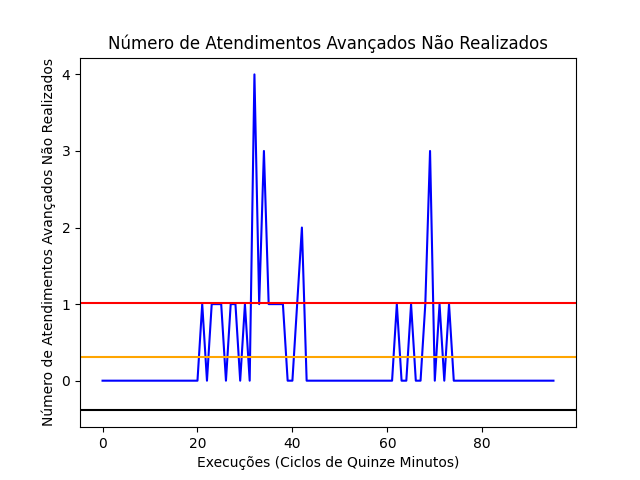 Número de Atendimentos Avançados Não Realizados
Número de Atendimentos Avançados Não Realizados
4
3
2
1
0
0 20 40 60 80
Execuções (Ciclos de Quinze Minutos)